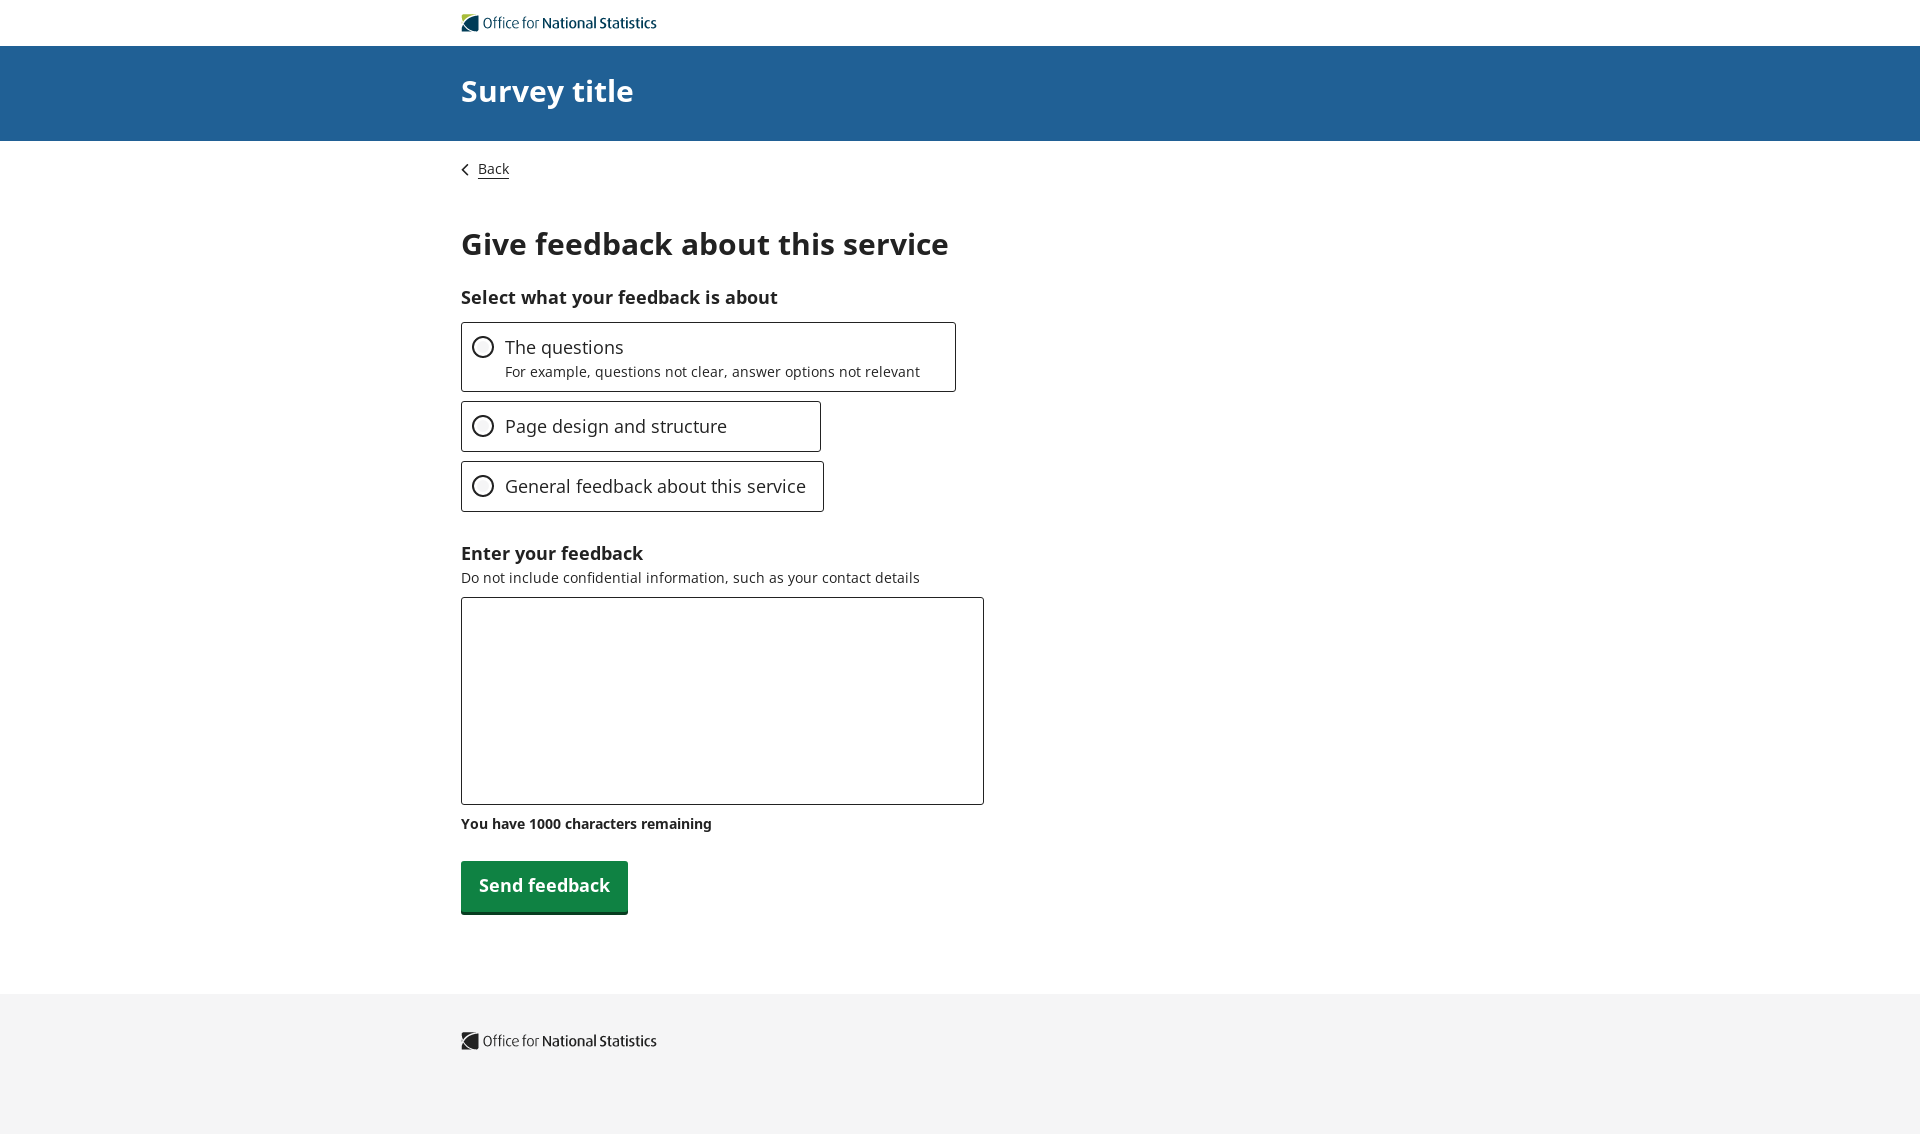 Office for National Statistics
Survey title
Back
Give feedback about this service
Select what your feedback is about
The questions
For example, questions not clear, answer options not relevant
Page design and structure
General feedback about this service
Enter your feedback
Do not include confidential information, such as your contact details
You have 1000 characters remaining
Send feedback
Office for National Statistics